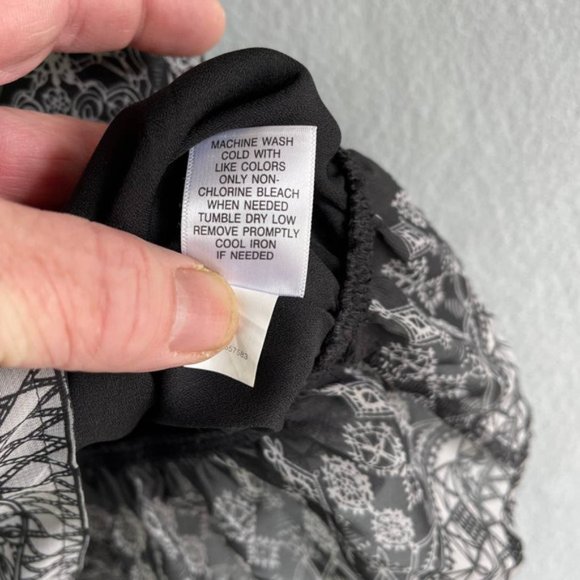 MACHINE WASH
COLD WITH
LIKE COLORS
ONLY NON-
CHLORINE BLEACH
WHEN NEEDED
TUMBLE DRY LOW
REMOVE PROMPTLY
COOL IRON
IF NEEDED